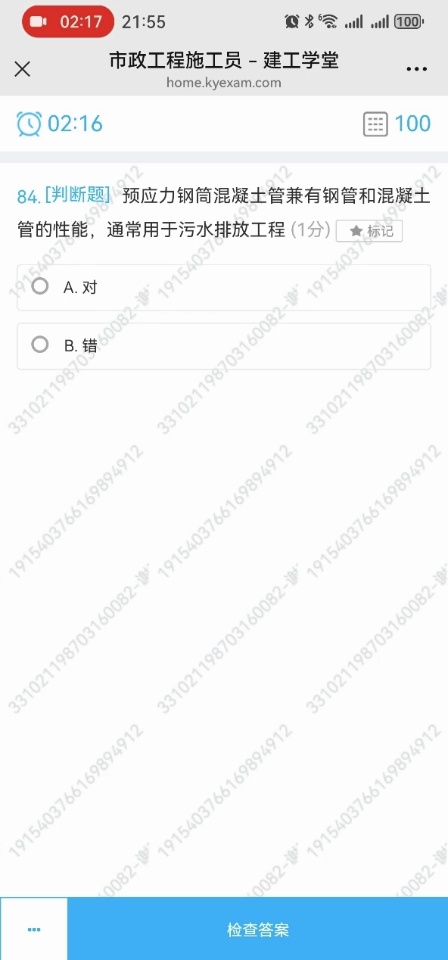 02:17 21:55 100
市政工程施工员 – 建工学堂
home.kyexam.com
02:16 100
84. [判断题] 预应力钢筒混凝土管兼有钢管和混凝土
管的性能，通常用于污水排放工程 (1分) ★ 标记
A. 对
B. 错
191540376616989491​2
331021198703160082-谢
检查答案